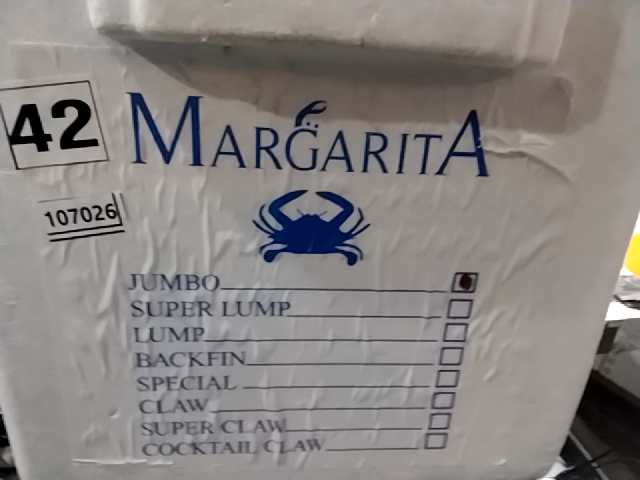 42
MARGARITA
107026
JUMBO
SUPER LUMP
LUMP
BACKFIN
SPECIAL
CLAW
SUPER CLAW
COCKTAIL CLAW